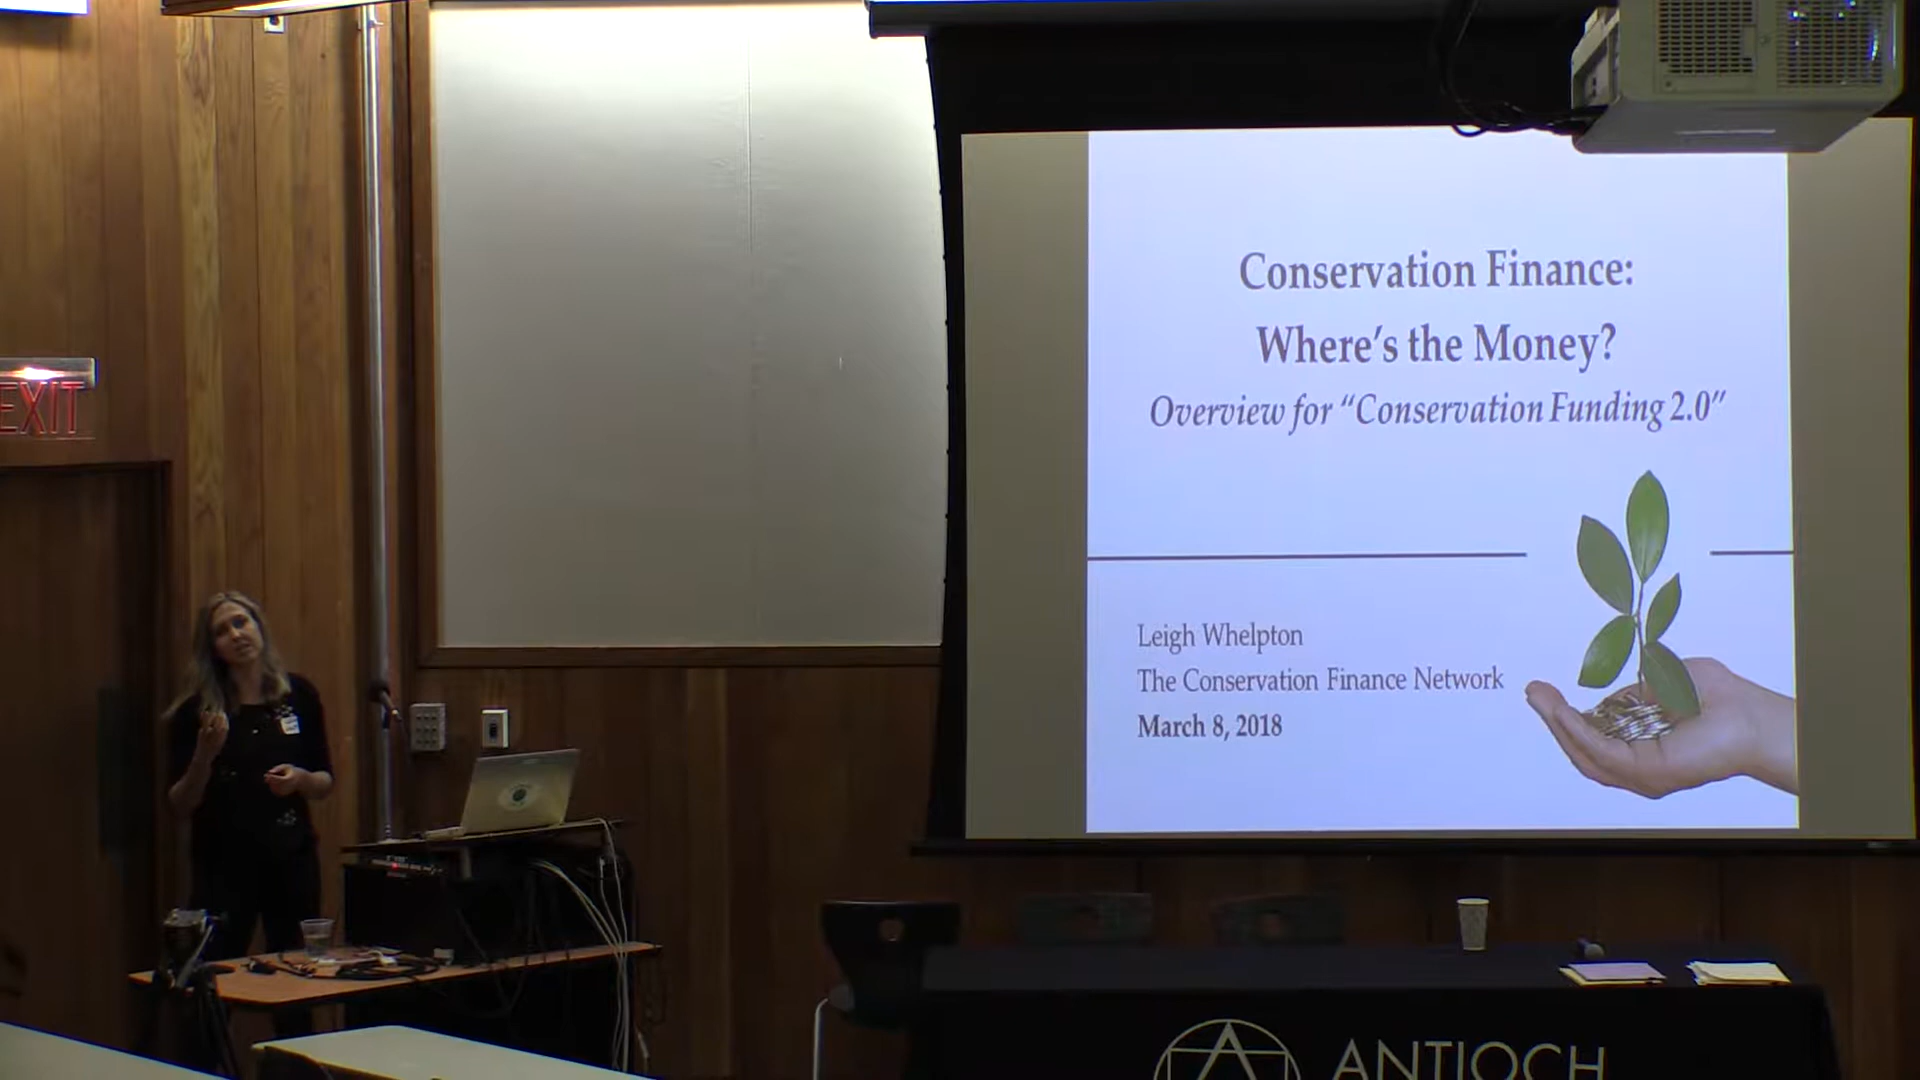 EXIT
Conservation Finance:
Where's the Money?
Overview for “Conservation Funding 2.0”
Leigh Whelpton
The Conservation Finance Network
March 8, 2018
ANTIOCH